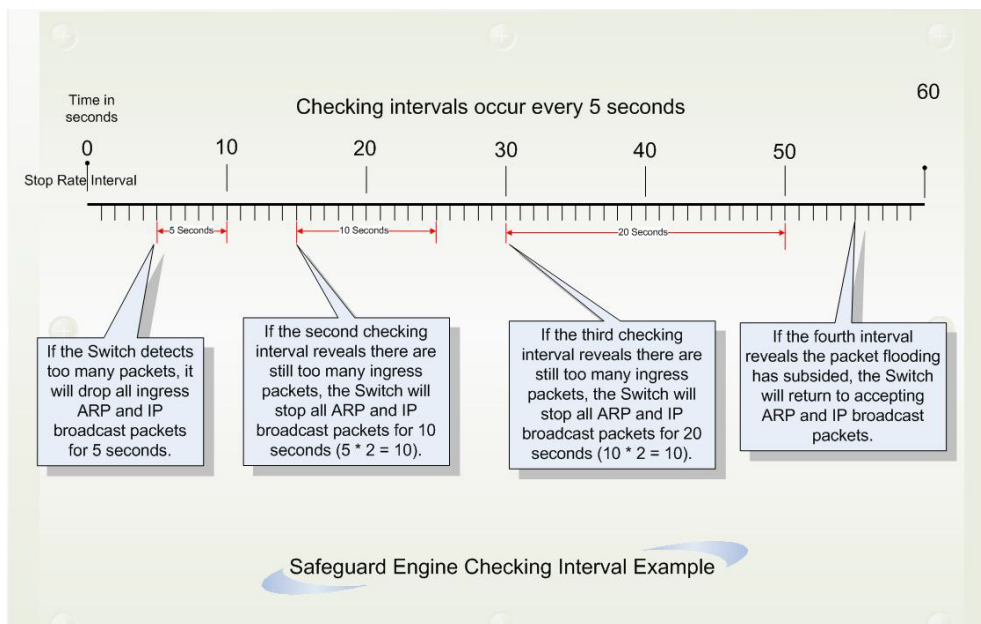 Time in
seconds
Checking intervals occur every 5 seconds
60
0
10
20
30
40
50
Stop Rate Interval
5 Seconds
10 Seconds
20 Seconds
If the Switch detects
too many packets, it
will drop all ingress
ARP and IP
broadcast packets
for 5 seconds.
If the second checking
interval reveals there are
still too many ingress
packets, the Switch will
stop all ARP and IP
broadcast packets for 10
seconds (5 * 2 = 10).
If the third checking
interval reveals there are
still too many ingress
packets, the Switch will
stop all ARP and IP
broadcast packets for 20
seconds (10 * 2 = 10).
If the fourth interval
reveals the packet flooding
has subsided, the Switch
will return to accepting
ARP and IP broadcast
packets.
Safeguard Engine Checking Interval Example